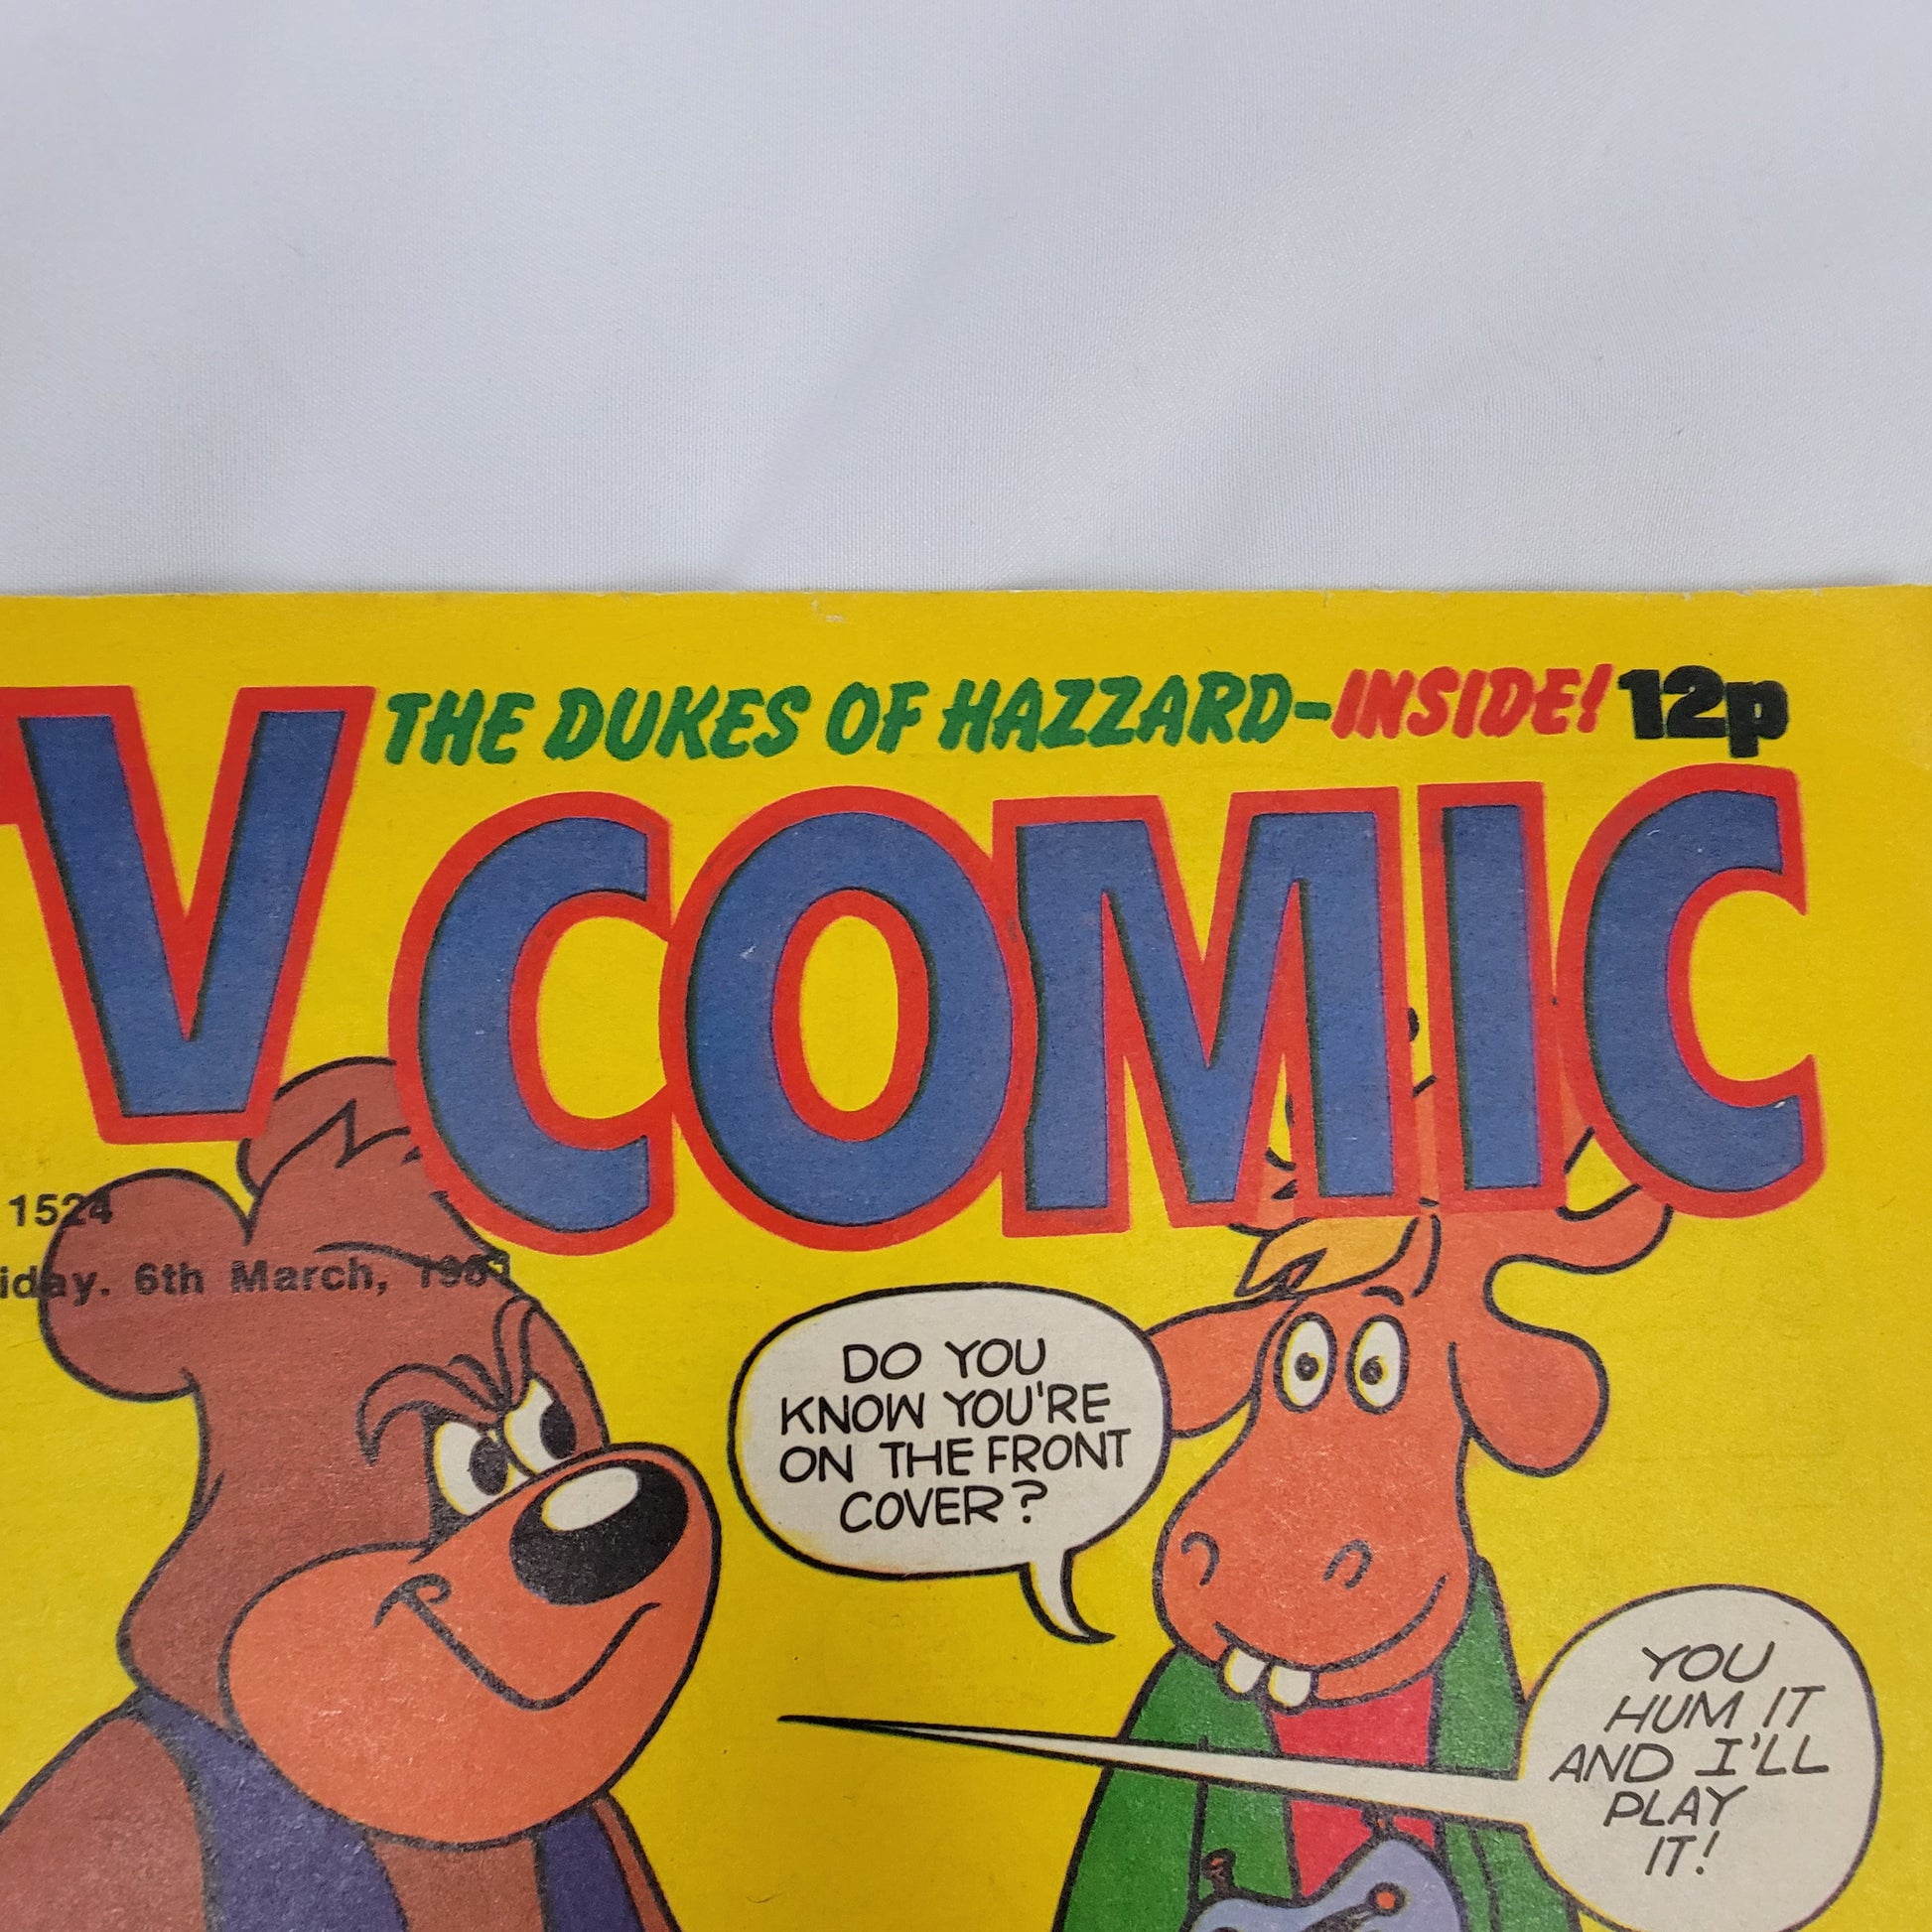 THE DUKES OF HAZZARD-INSIDE! 12p
V COMIC
1524
iday. 6th March,
DO YOU
KNOW YOU'RE
ON THE FRONT
COVER?
YOU
HUM IT
AND I'LL
PLAY
IT!